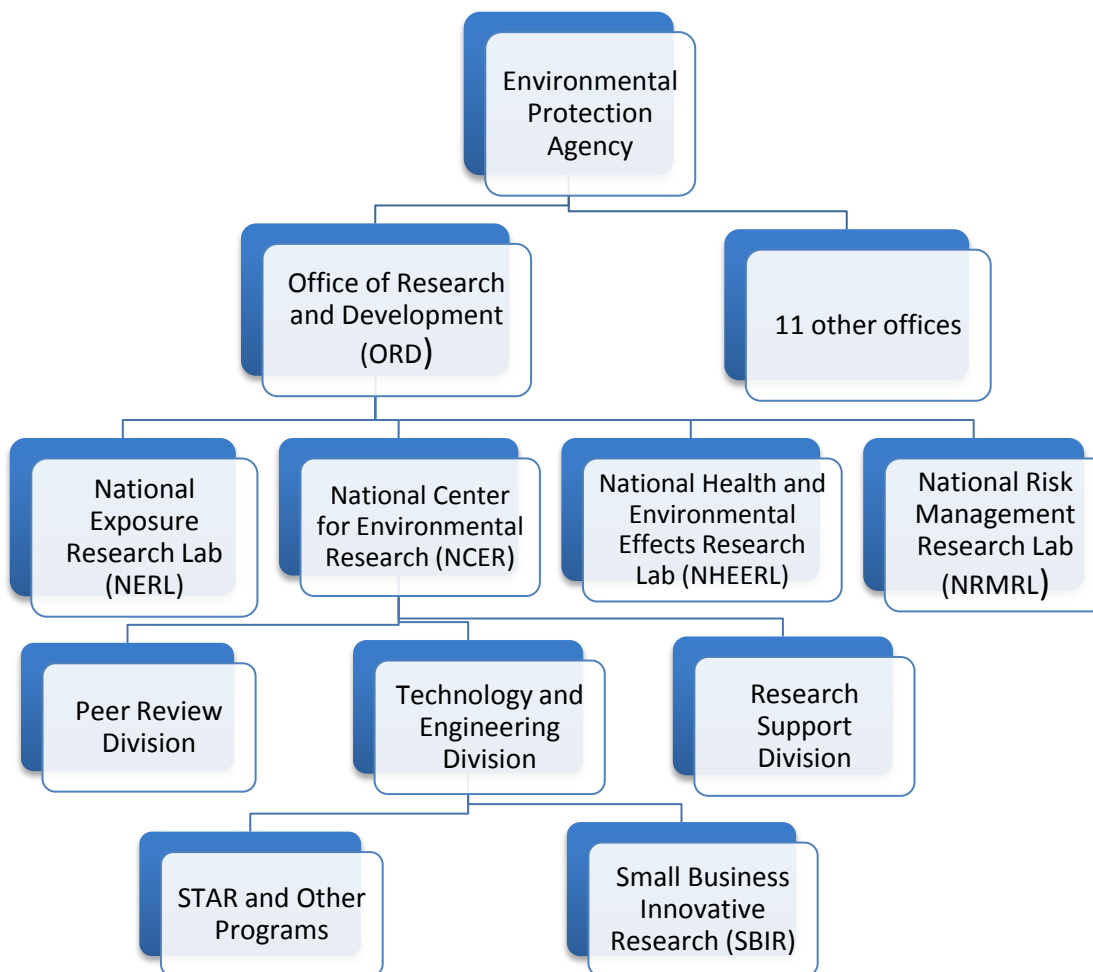 Environmental
Protection
Agency
Office of Research
and Development
(ORD)
11 other offices
National
Exposure
Research Lab
(NERL)
National Center
for Environmental
Research (NCER)
National Health and
Environmental
Effects Research
Lab (NHEERL)
National Risk
Management
Research Lab
(NRMRL)
Peer Review
Division
Technology and
Engineering
Division
Research
Support
Division
STAR and Other
Programs
Small Business
Innovative
Research (SBIR)